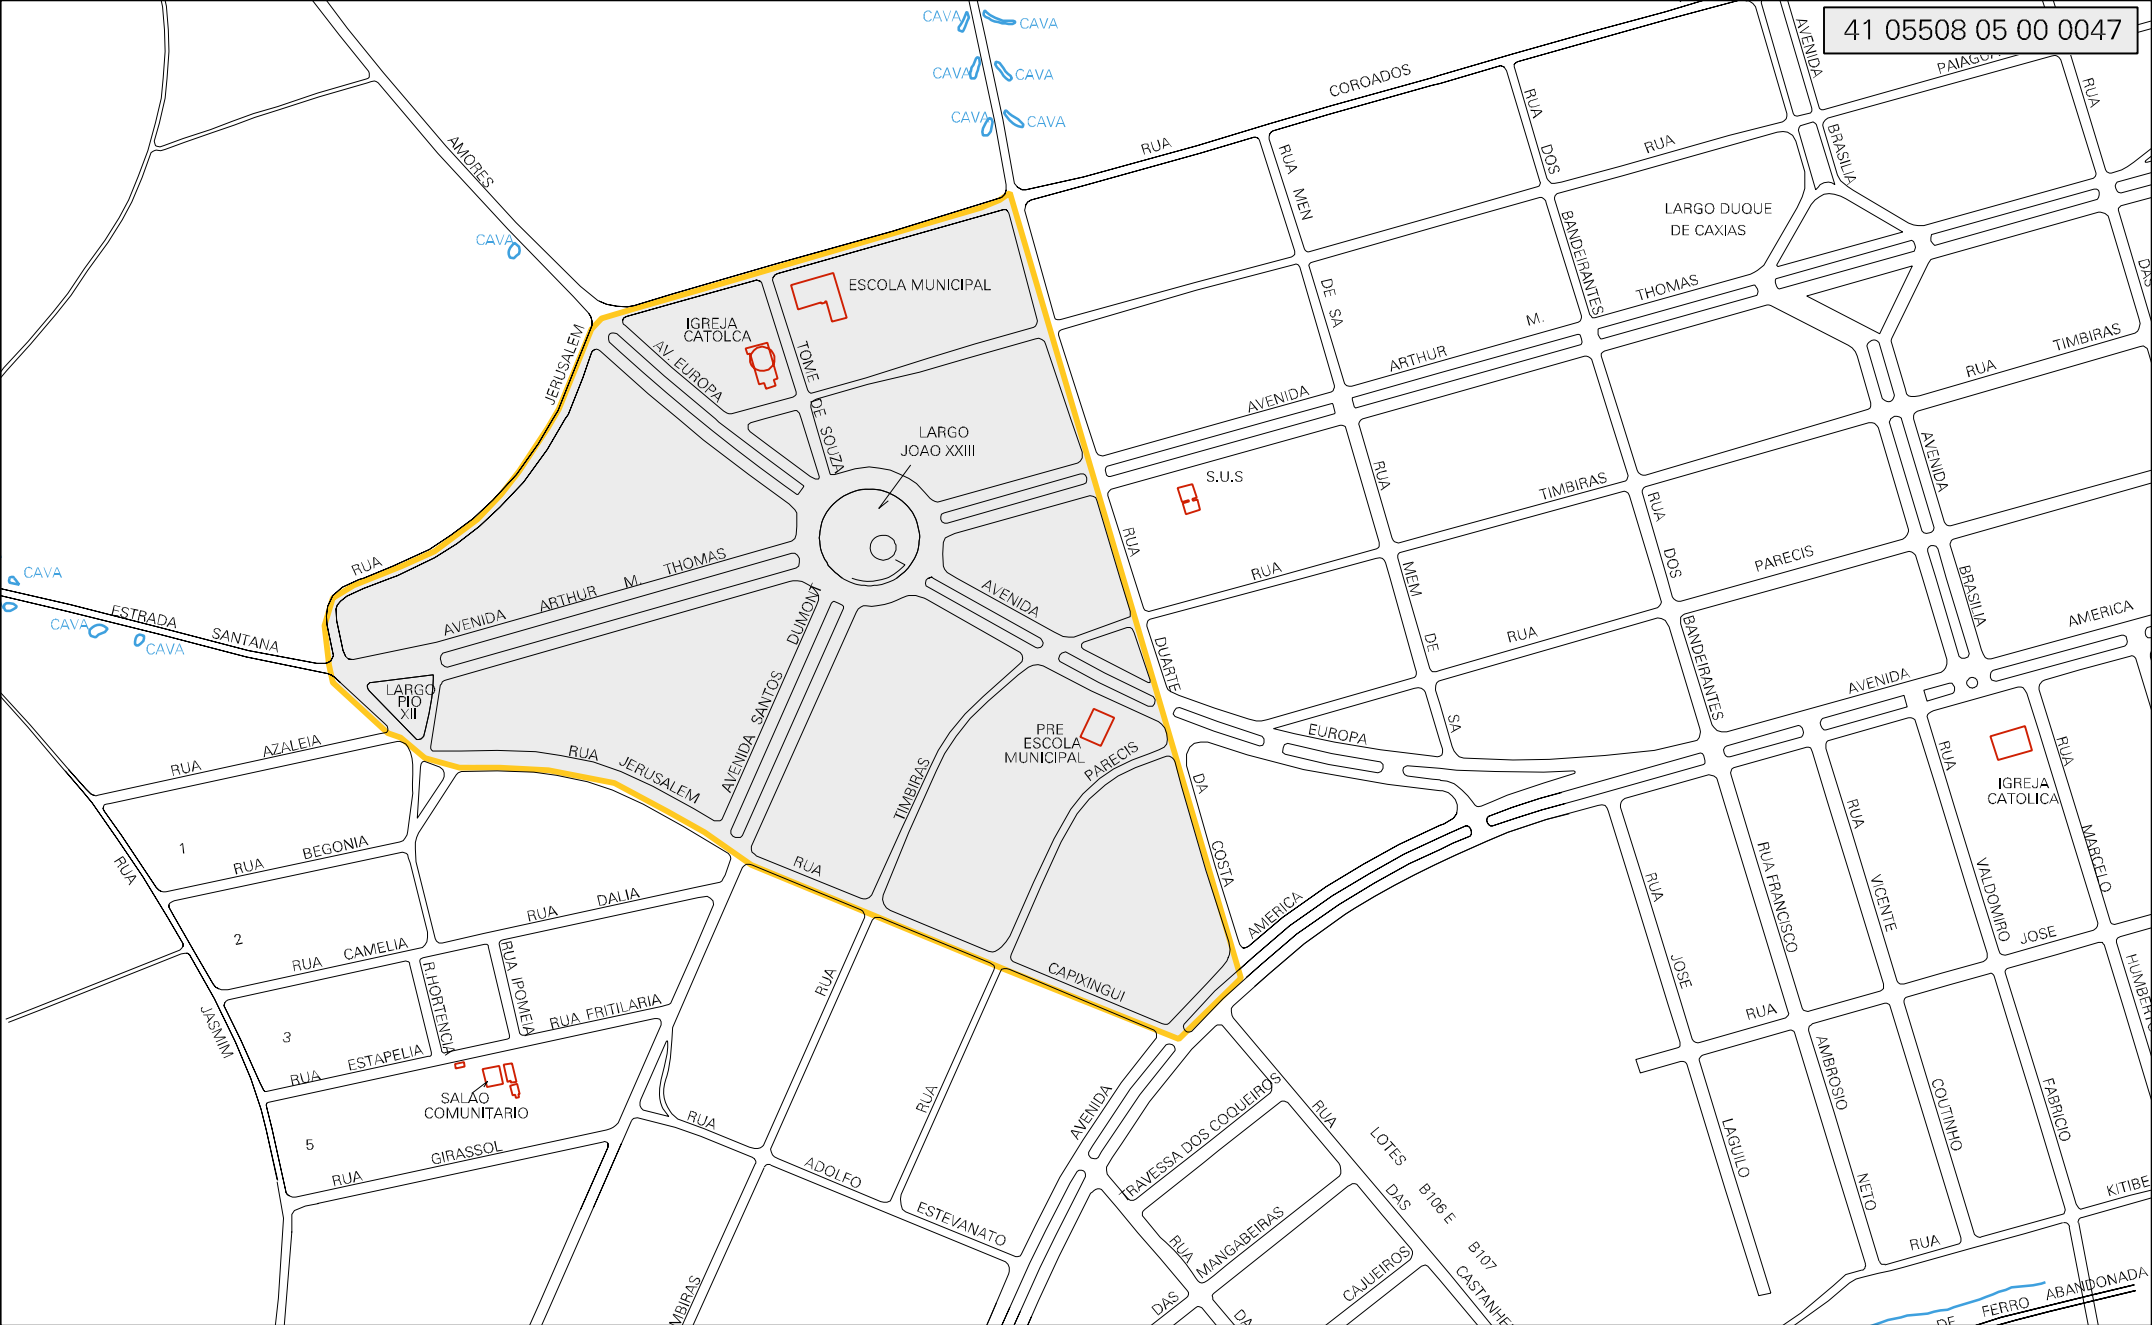 41 05508 05 00 0047
CAVA
CAVA
CAVA
CAVA
CAVA
CAVA
AVENIDA
RUA
COROADOS
RUA
RUA
BRASILIA
AMORES
CAVA
RUA MEN
DE SA
RUA
DOS
BANDEIRANTES
RUA
LARGO DUQUE
DE CAXIAS
THOMAS
M.
ARTHUR
AVENIDA
DAS
TIMBIRAS
RUA
ESCOLA MUNICIPAL
IGREJA
CATOLCA
AV. EUROPA
TOME
DE SOUZA
JERUSALEM
RUA
LARGO
JOAO XXIII
S.U.S
RUA
TIMBIRAS
RUA
RUA
AVENIDA
BRASILIA
CAVA
CAVA
CAVA
ESTRADA
SANTANA
AVENIDA
ARTHUR
M
THOMAS
AVENIDA
RUA
DUARTE
DA
COSTA
MEM
DE
SA
RUA
PARECIS
DOS
BANDEIRANTES
AMERICA
AVENIDA
EUROPA
LARGO
PIO
XII
AVENIDA SANTOS
DUMONT
RUA
JERUSALEM
PRE
ESCOLA
MUNICIPAL
PARECIS
TIMBIRAS
RUA
AZALEIA
RUA
RUA
IGREJA
CATOLICA
1
RUA
BEGONIA
RUA
RUA
CAPIXINGUI
AMERICA
RUA
JOSE
LAGUILO
RUA FRANCISCO
AMBROSIO
NETO
RUA
VICENTE
COUTINHO
VALDOMIRO
FABRICIO
MARCELO
2
RUA
CAMELIA
RUA
DALIA
RUA
JOSE
3
RUA
ESTAPELIA
R.HORTENCIA
RUA IPOMEIA
RUA FRITILARIA
JASMIM
SALAO
COMUNITARIO
5
RUA
GIRASSOL
RUA
RUA
RUA
ADOLFO
ESTEVANATO
AVENIDA
TRAVESSA DOS COQUEIROS
RUA
DAS
LOTES
B106 E
B107
RUA
MANGABEIRAS
DAS
CAJUEIROS
RUA
KITIBE
FERRO
ABANDONADA
DE